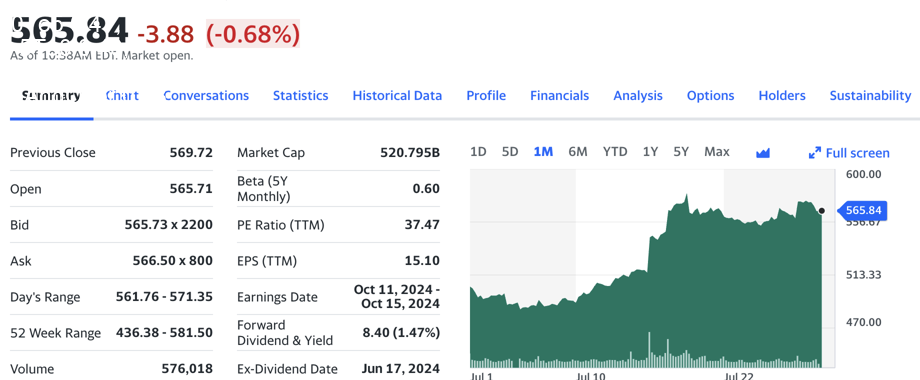 565.84 -3.88 (-0.68%)
As of 10:38AM EDT. Market open.
Summary Chart Conversations Statistics Historical Data Profile Financials Analysis Options Holders Sustainability
Previous Close 569.72
Open 565.71
Bid 565.73 x 2200
Ask 566.50 x 800
Day's Range 561.76 - 571.35
52 Week Range 436.38 - 581.50
Volume 576,018
Market Cap 520.795B
Beta (5Y
Monthly) 0.60
PE Ratio (TTM) 37.47
EPS (TTM) 15.10
Earnings Date Oct 11, 2024 -
Oct 15, 2024
Forward
Dividend & Yield 8.40 (1.47%)
Ex-Dividend Date Jun 17, 2024
1D 5D 1M 6M YTD 1Y 5Y Max Full screen
600.00
565.84
556.67
513.33
470.00
Jul 1 Jul 10 Jul 22